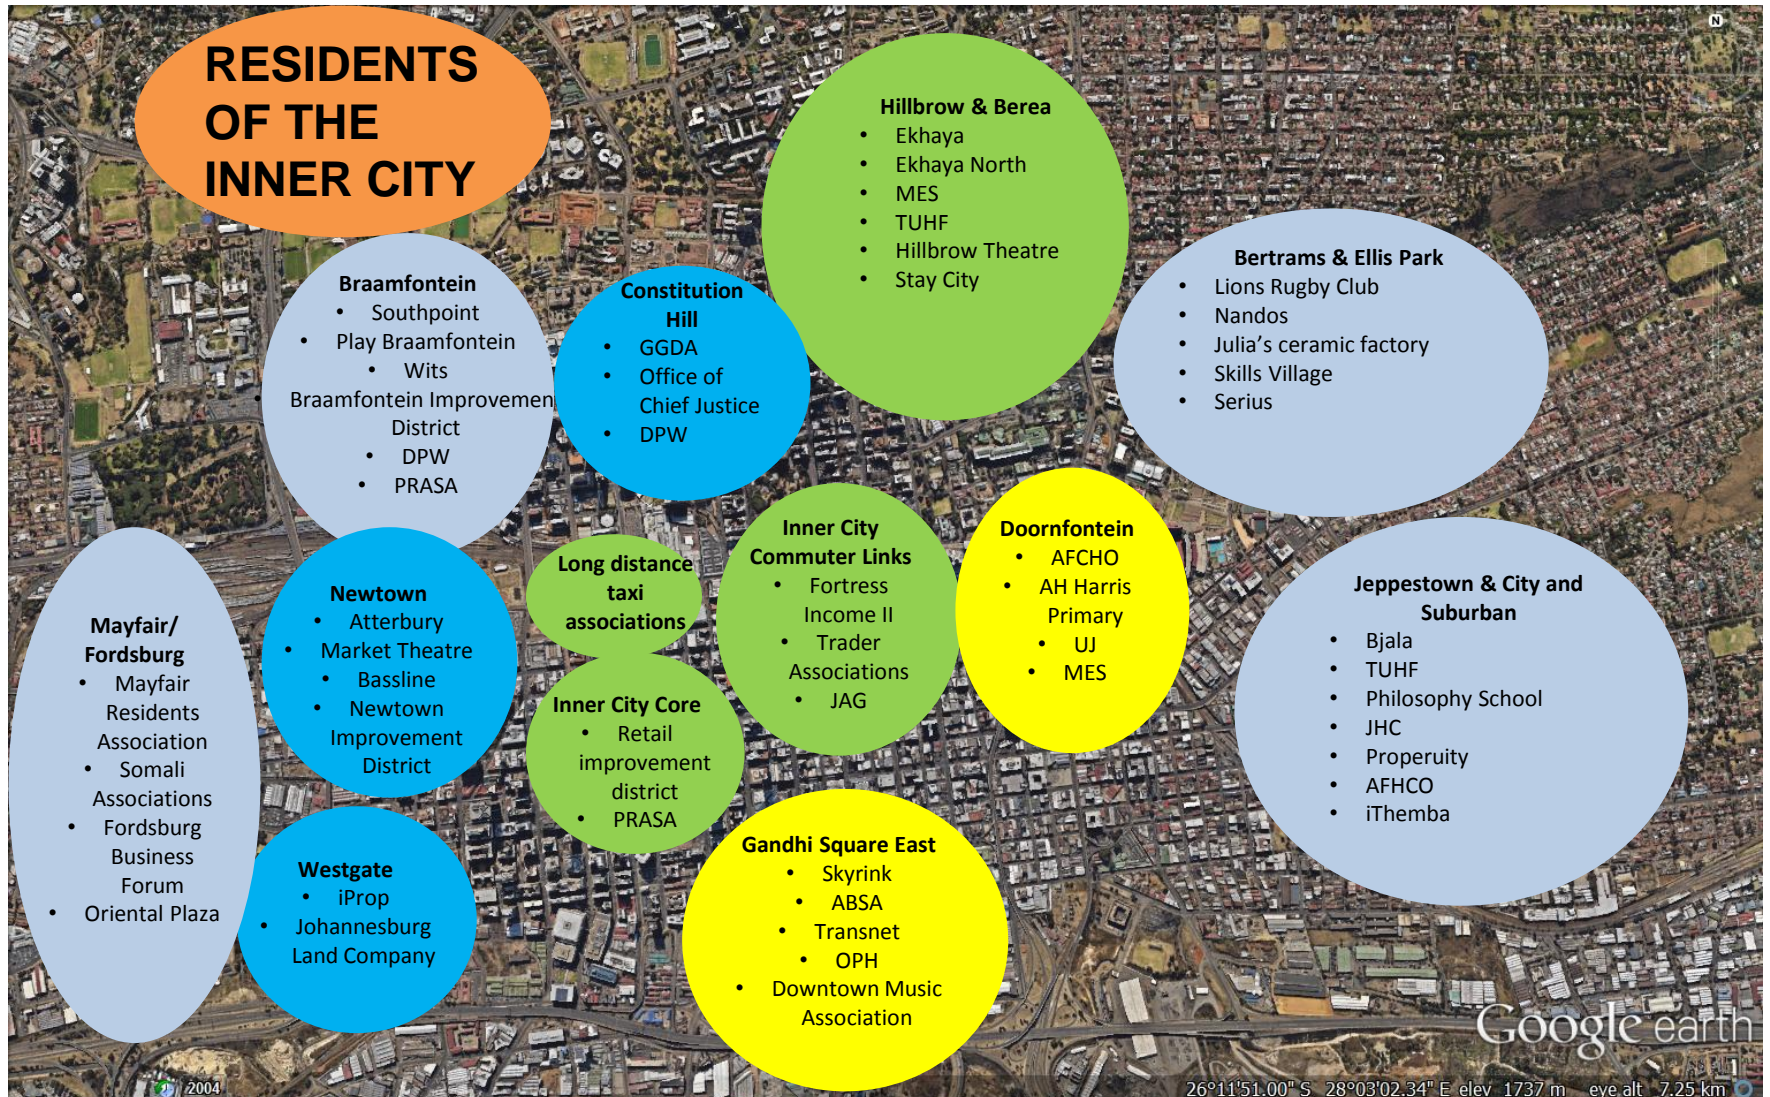 RESIDENTS
OF THE
INNER CITY
N
Hillbrow & Berea
• Ekhaya
• Ekhaya North
• MES
• TUHF
• Hillbrow Theatre
• Stay City
Bertrams & Ellis Park
• Lions Rugby Club
• Nandos
• Julia's ceramic factory
• Skills Village
• Serius
Braamfontein
• Southpoint
• Play Braamfontein
• Wits
• Braamfontein Improvemen
District
• DPW
• PRASA
Constitution
Hill
• GGDA
• Office of
Chief Justice
• DPW
Mayfair/
Fordsburg
• Mayfair
Residents
Association
• Somali
Associations
• Fordsburg
Business
Forum
• Oriental Plaza
Newtown
• Atterbury
• Market Theatre
• Bassline
• Newtown
Improvement
District
Long distance
taxi
associations
Inner City
Commuter Links
• Fortress
Income II
• Trader
Associations
• JAG
Doornfontein
• AFCHO
• AH Harris
Primary
• UJ
• MES
Jeppestown & City and
Suburban
• Bjala
• TUHF
• Philosophy School
• JHC
• Properuity
• AFHCO
• iThemba
Inner City Core
• Retail
improvement
district
• PRASA
Westgate
• iProp
• Johannesburg
Land Company
Gandhi Square East
• Skyrink
• ABSA
• Transnet
• OPH
• Downtown Music
Association
Google earth
2004
26°11'51.00" S 28°03'02.34" E elev 1737 m eye alt 7.25 km